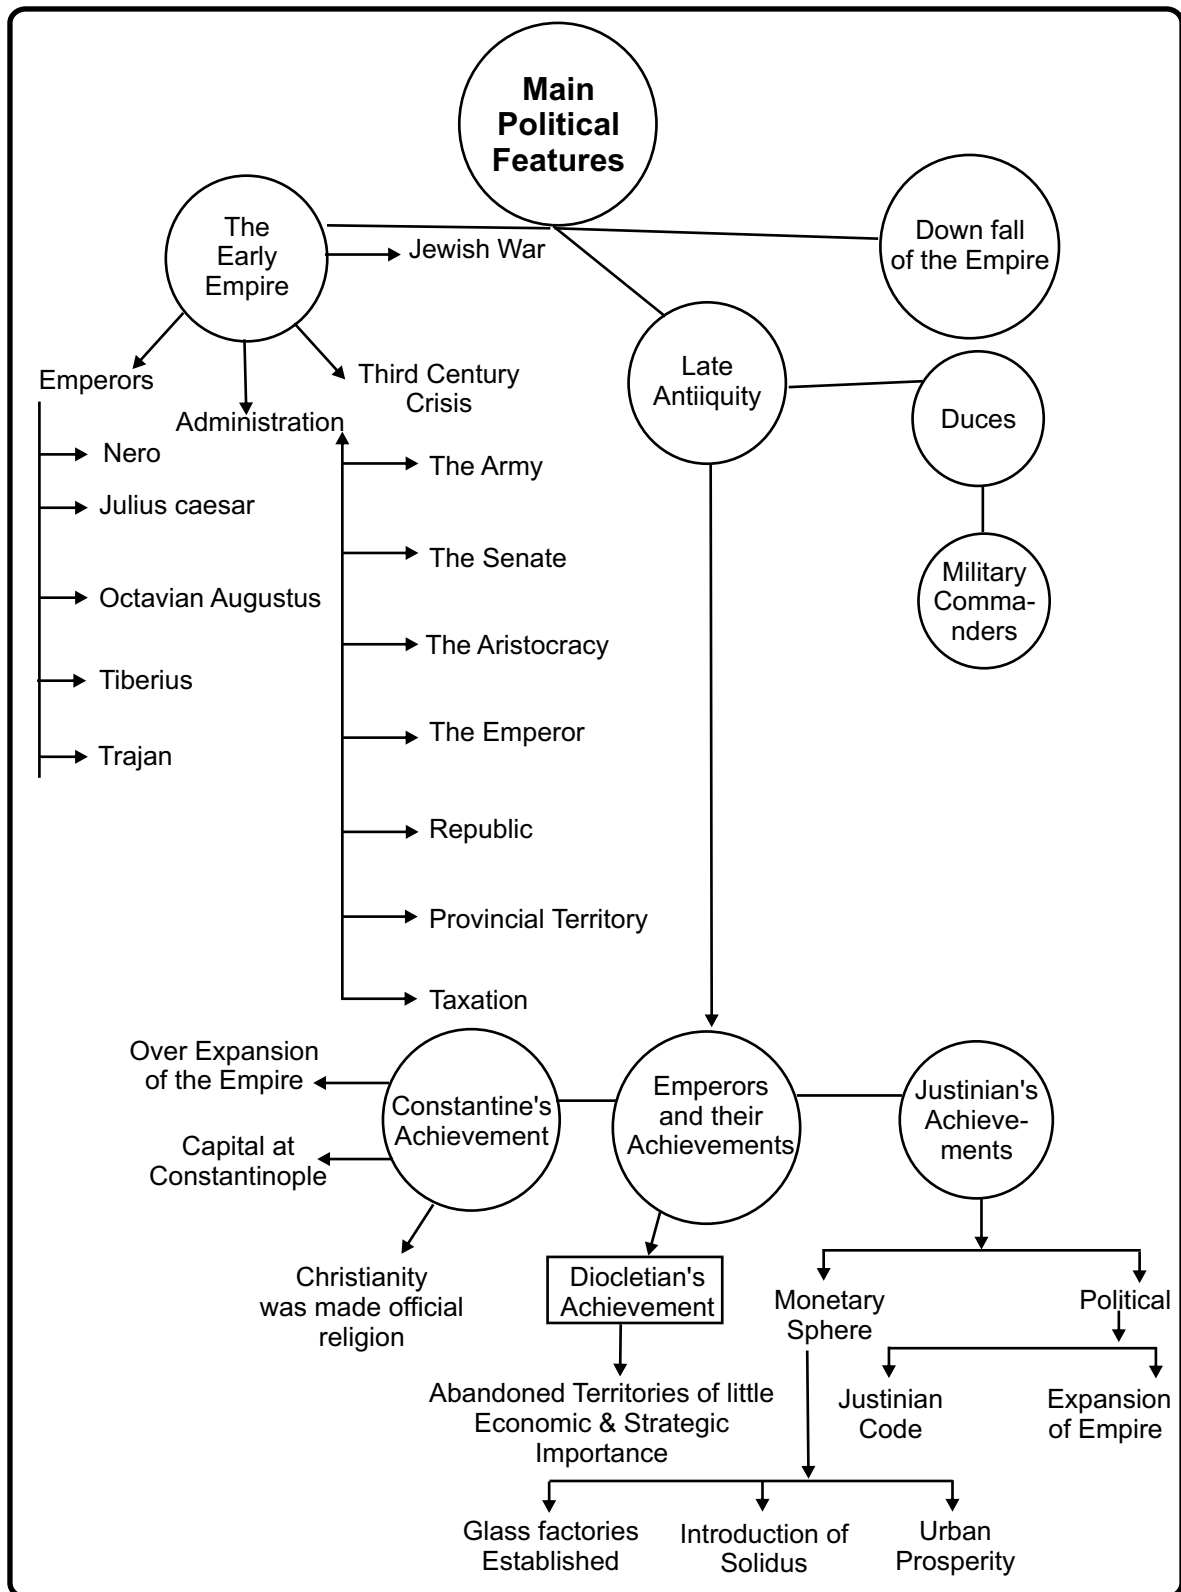 Main
Political
Features
The
Early
Empire
Jewish War
Down fall
of the Empire
Emperors
Administration
Third Century
Crisis
Late
Antiiquity
Duces
Military
Comma-
nders
Nero
Julius caesar
Octavian Augustus
Tiberius
Trajan
The Army
The Senate
The Aristocracy
The Emperor
Republic
Provincial Territory
Taxation
Over Expansion
of the Empire
Capital at
Constantinople
Constantine's
Achievement
Emperors
and their
Achievements
Justinian's
Achieve-
ments
Christianity
was made official
religion
Diocletian's
Achievement
Abandoned Territories of little
Economic & Strategic
Importance
Monetary
Sphere
Political
Justinian
Code
Expansion
of Empire
Glass factories
Established
Introduction of
Solidus
Urban
Prosperity